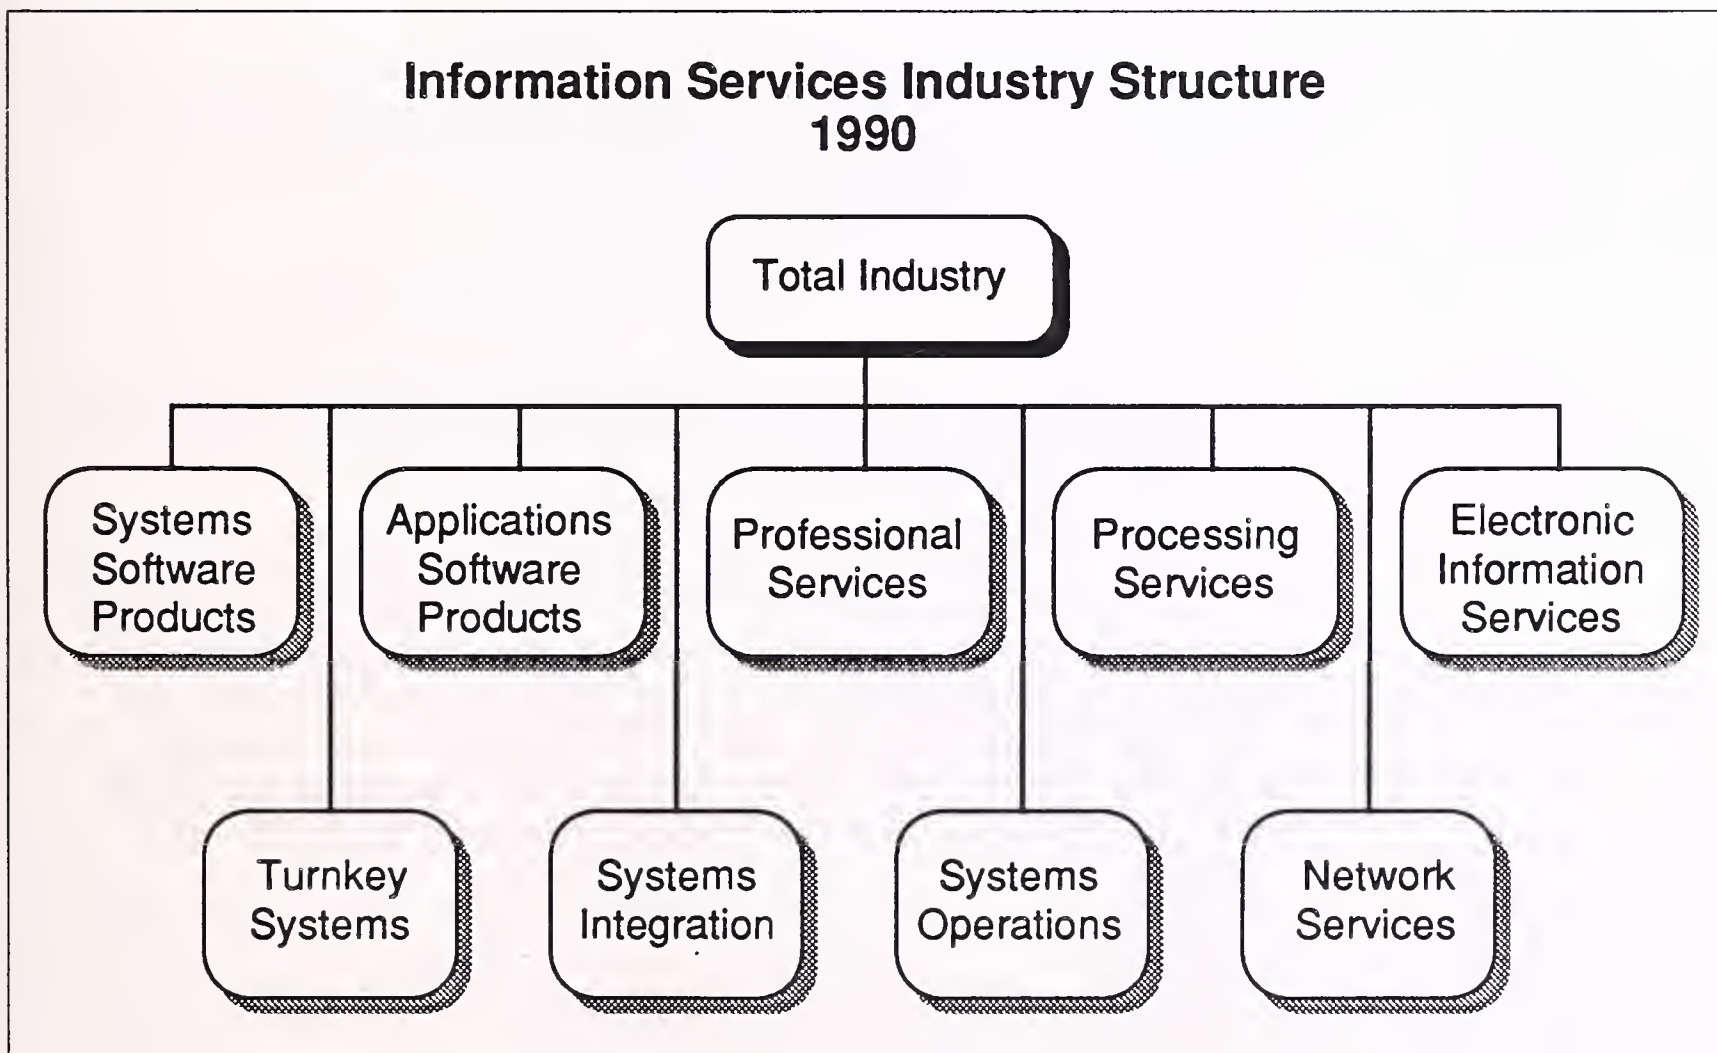 Information Services Industry Structure
1990
Total Industry
Systems
Software
Products
Applications
Software
Products
Professional
Services
Processing
Services
Electronic
Information
Services
Turnkey
Systems
Systems
Integration
Systems
Operations
Network
Services